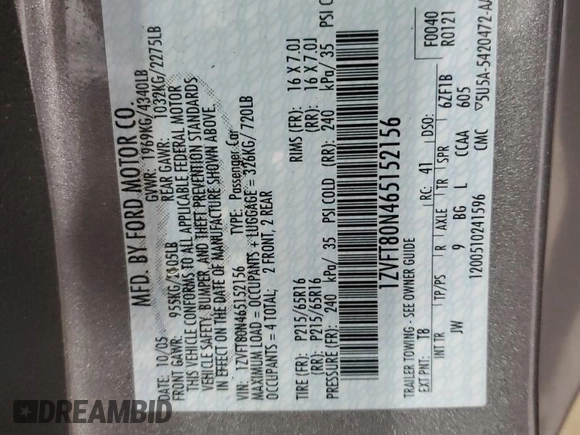 MFD. BY FORD MOTOR CO.
DATE: 10/05 GVWR: 1969KG/4340LB
FRONT GAWR: 955KG/2105LB REAR GAWR: 1032KG/2275LB
THIS VEHICLE CONFORMS TO ALL APPLICABLE FEDERAL MOTOR
VEHICLE SAFETY, BUMPER, AND THEFT PREVENTION STANDARDS
IN EFFECT ON THE DATE OF MANUFACTURE SHOWN ABOVE.
VIN: 1ZVFT80N465152156 TYPE: Passenger Car
MAXIMUM LOAD = OCCUPANTS + LUGGAGE = 326KG/ 720LB
OCCUPANTS = 4 TOTAL; 2 FRONT, 2 REAR
TIRE (FR): P215/65R16 RIMS (FR): 16 X 7.0J
(RR): P215/65R16 (RR): 16 X 7.0J
PRESSURE (FR): 240 kPa/ 35 PSI COLD (RR): 240 kPa/ 35 PSI
1ZVFT80N465152156
F0040
R0121
TRAILER TOWING - SEE OWNER GUIDE
EXT PNT: T8 RC: 41 DSO:
INT TR TP/PS R AXLE TR SPR 6ZF1B
JW 9 BG L CCAA 605
1200510241596 CMC
▽5U5A-5420472-AA
DREAMBID